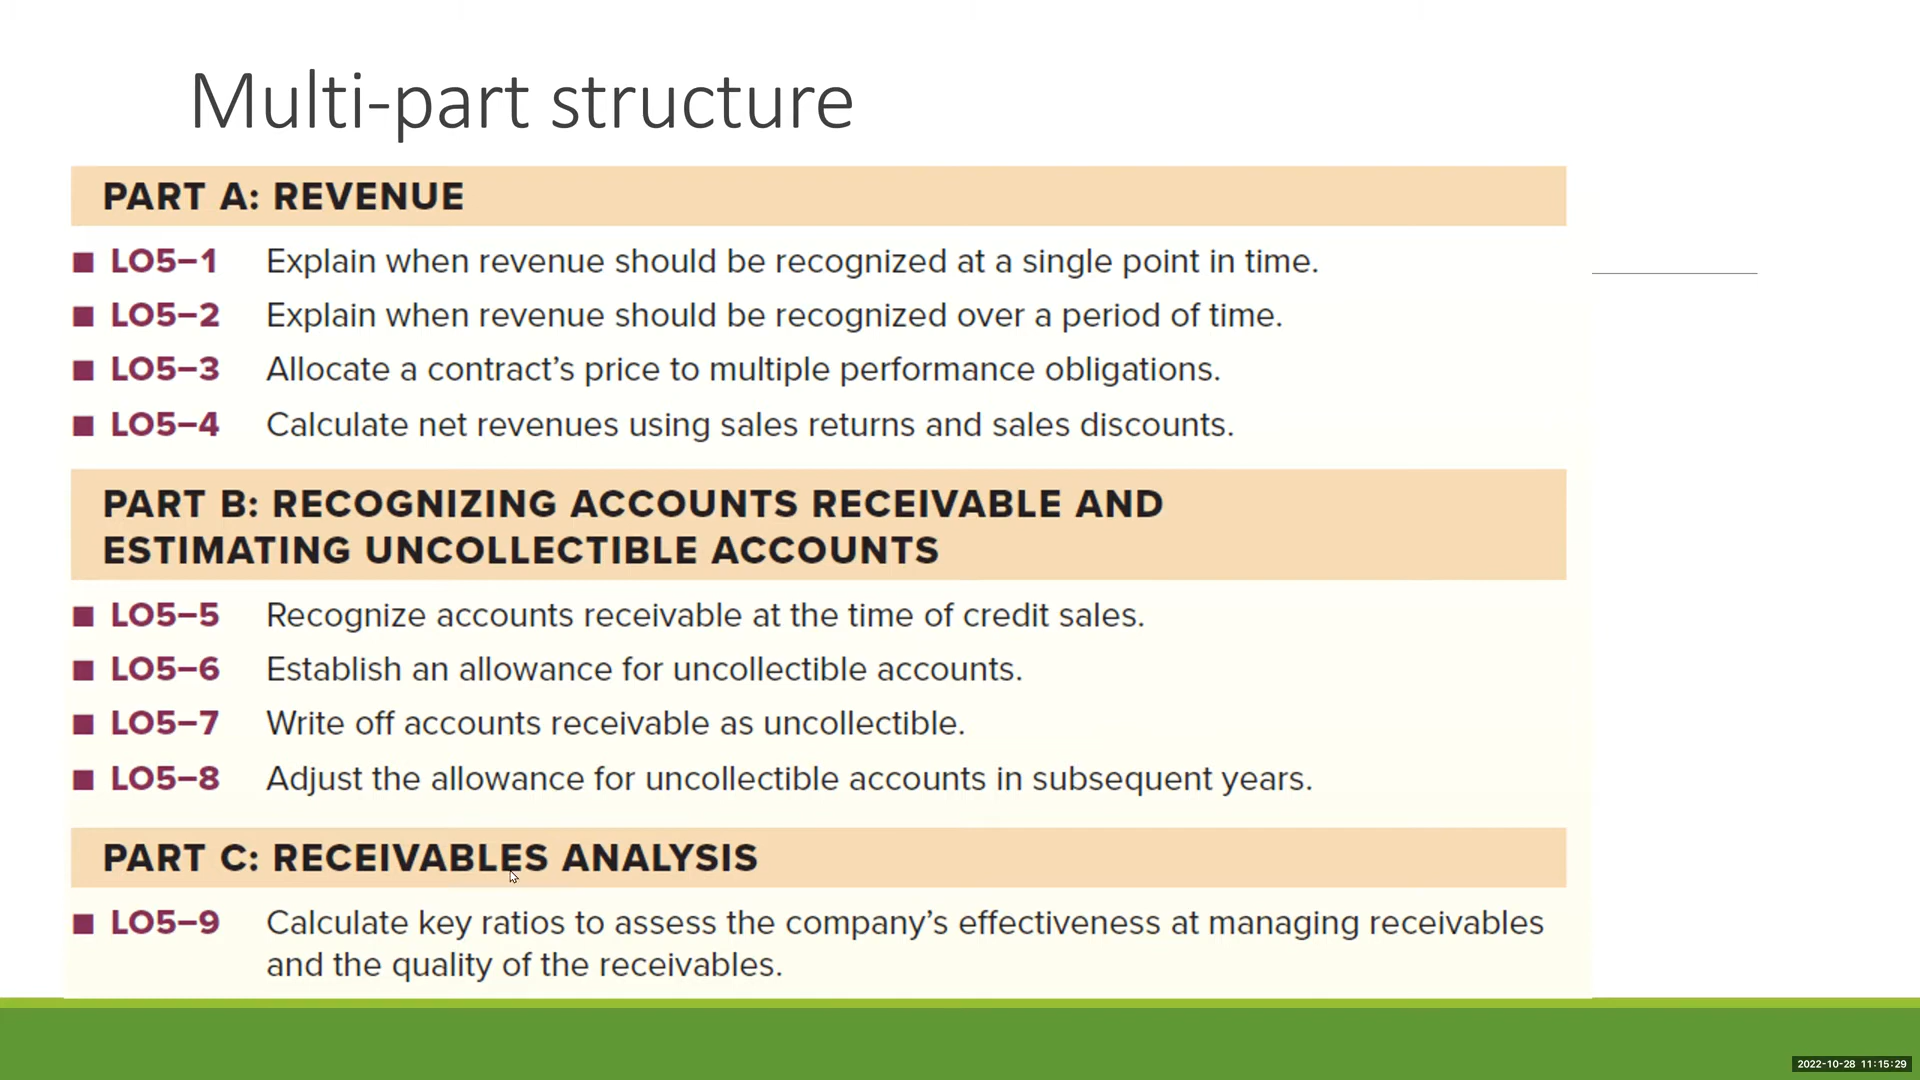 Multi-part structure
PART A: REVENUE
■ LO5–1 Explain when revenue should be recognized at a single point in time.
■ LO5–2 Explain when revenue should be recognized over a period of time.
■ LO5–3 Allocate a contract’s price to multiple performance obligations.
■ LO5–4 Calculate net revenues using sales returns and sales discounts.
PART B: RECOGNIZING ACCOUNTS RECEIVABLE AND
ESTIMATING UNCOLLECTIBLE ACCOUNTS
■ LO5–5 Recognize accounts receivable at the time of credit sales.
■ LO5–6 Establish an allowance for uncollectible accounts.
■ LO5–7 Write off accounts receivable as uncollectible.
■ LO5–8 Adjust the allowance for uncollectible accounts in subsequent years.
PART C: RECEIVABLES ANALYSIS
■ LO5–9 Calculate key ratios to assess the company’s effectiveness at managing receivables
and the quality of the receivables.
2022-10-28 11:15:29